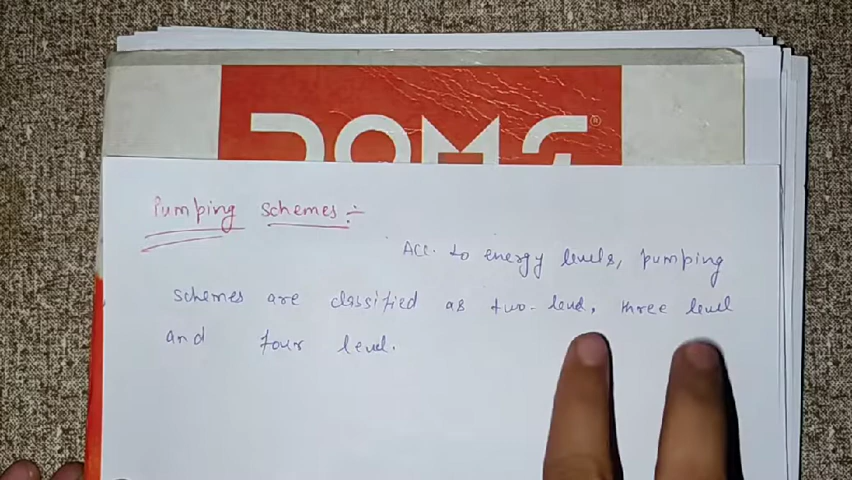 DOMS
Pumping Schemes :-
Acc. to energy levels, pumping
schemes are classified as two-level, three level
and four level.